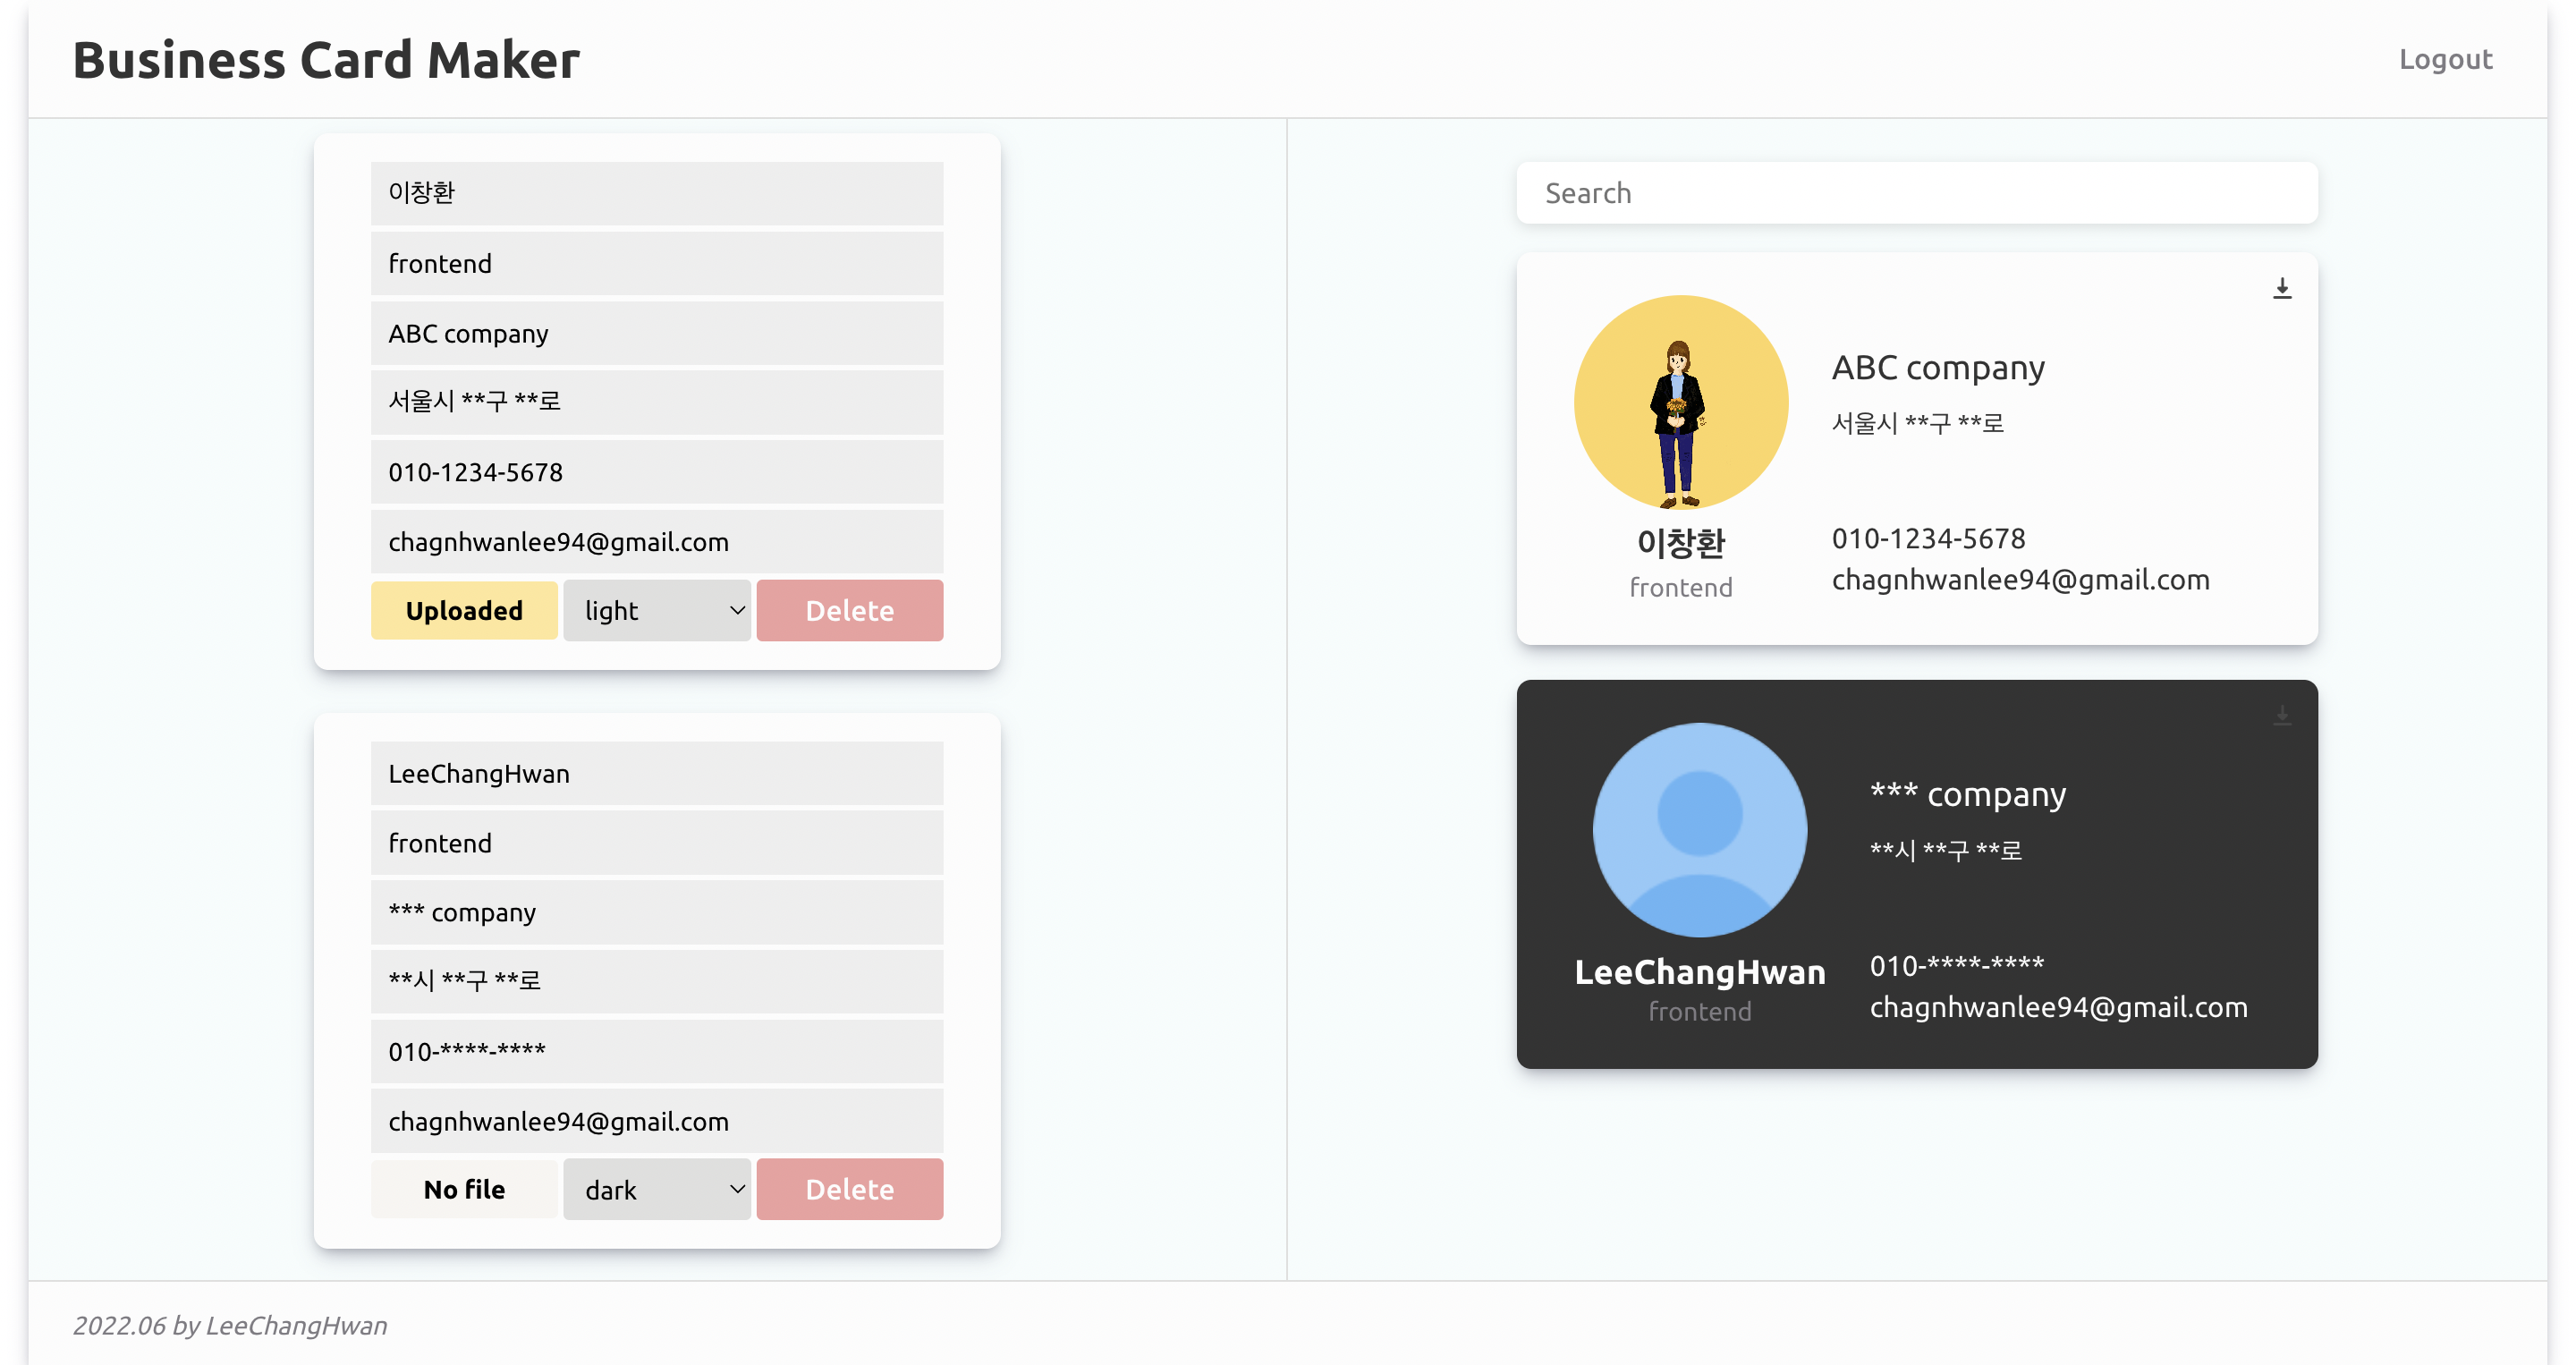 Business Card Maker
Logout
이창환
frontend
ABC company
서울시 **구 **로
010-1234-5678
chagnhwanlee94@gmail.com
Uploaded light Delete
LeeChangHwan
frontend
*** company
**시 **구 **로
010-****-****
chagnhwanlee94@gmail.com
No file dark Delete
Search
ABC company
서울시 **구 **로
이창환
frontend
010-1234-5678
chagnhwanlee94@gmail.com
*** company
**시 **구 **로
LeeChangHwan
frontend
010-****-****
chagnhwanlee94@gmail.com
2022.06 by LeeChangHwan